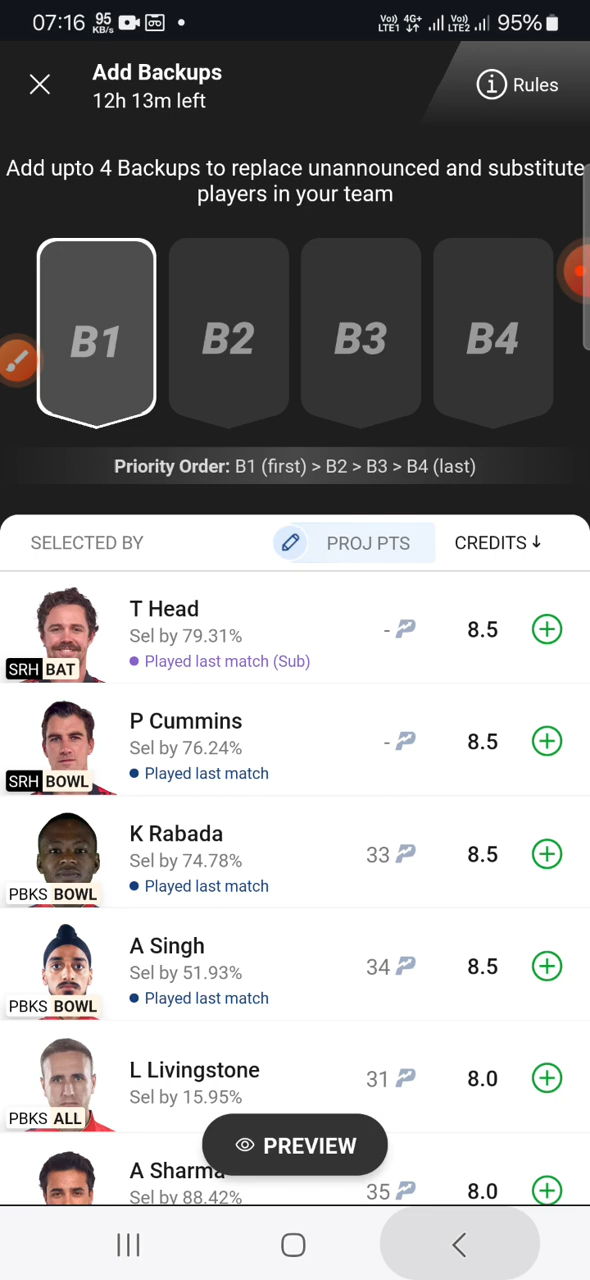 07:16 95 KB/s Vo) LTE1 4G+ Vo) LTE2 95%
Add Backups
12h 13m left
Rules
Add upto 4 Backups to replace unannounced and substitute
players in your team
B1 B2 B3 B4
Priority Order: B1 (first) > B2 > B3 > B4 (last)
SELECTED BY PROJ PTS CREDITS ↓
T Head
Sel by 79.31%
Played last match (Sub)
SRH BAT
- 8.5
P Cummins
Sel by 76.24%
Played last match
SRH BOWL
- 8.5
K Rabada
Sel by 74.78%
Played last match
PBKS BOWL
33 8.5
A Singh
Sel by 51.93%
Played last match
PBKS BOWL
34 8.5
L Livingstone
Sel by 15.95%
PBKS ALL
31 8.0
PREVIEW
A Sharma
Sel by 88.42%
35 8.0